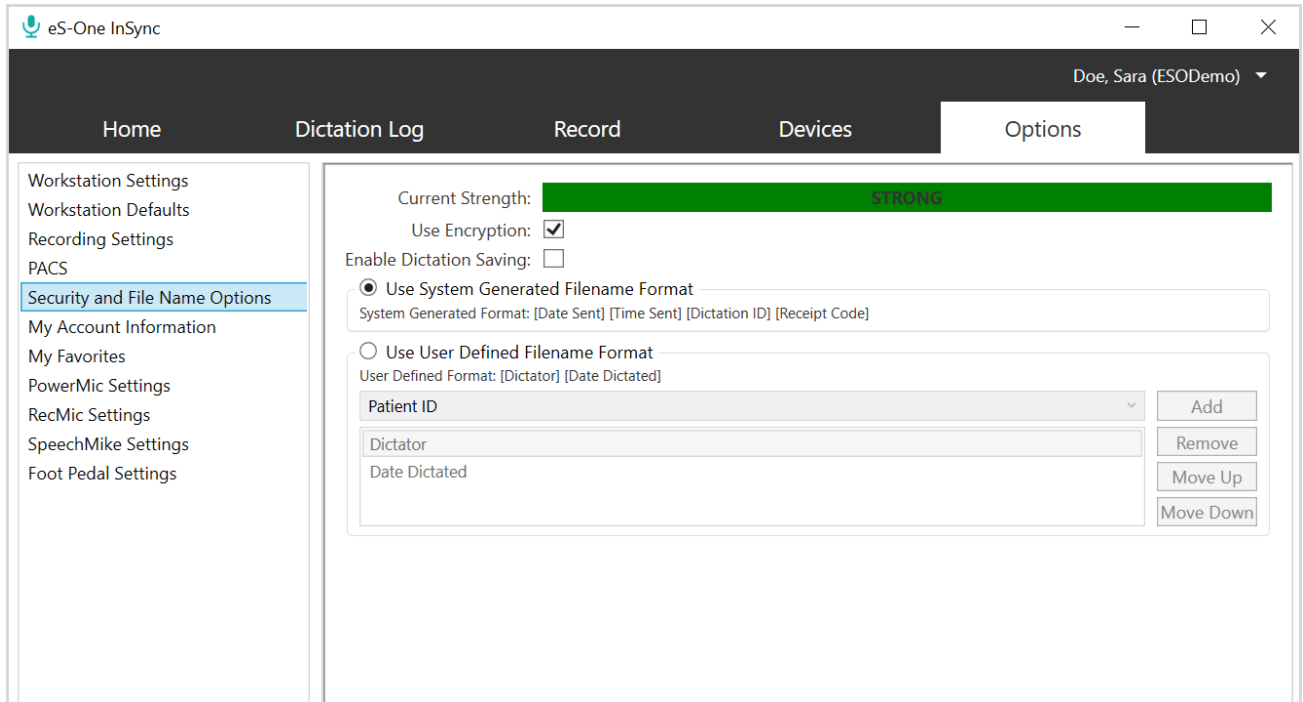 eS-One InSync
Doe, Sara (ESODemo)
Home Dictation Log Record Devices Options
Workstation Settings
Workstation Defaults
Recording Settings
PACS
Security and File Name Options
My Account Information
My Favorites
PowerMic Settings
RecMic Settings
SpeechMike Settings
Foot Pedal Settings
Current Strength: STRONG
Use Encryption:
Enable Dictation Saving:
Use System Generated Filename Format
System Generated Format: [Date Sent] [Time Sent] [Dictation ID] [Receipt Code]
Use User Defined Filename Format
User Defined Format: [Dictator] [Date Dictated]
Patient ID Add
Dictator Remove
Date Dictated Move Up
Move Down